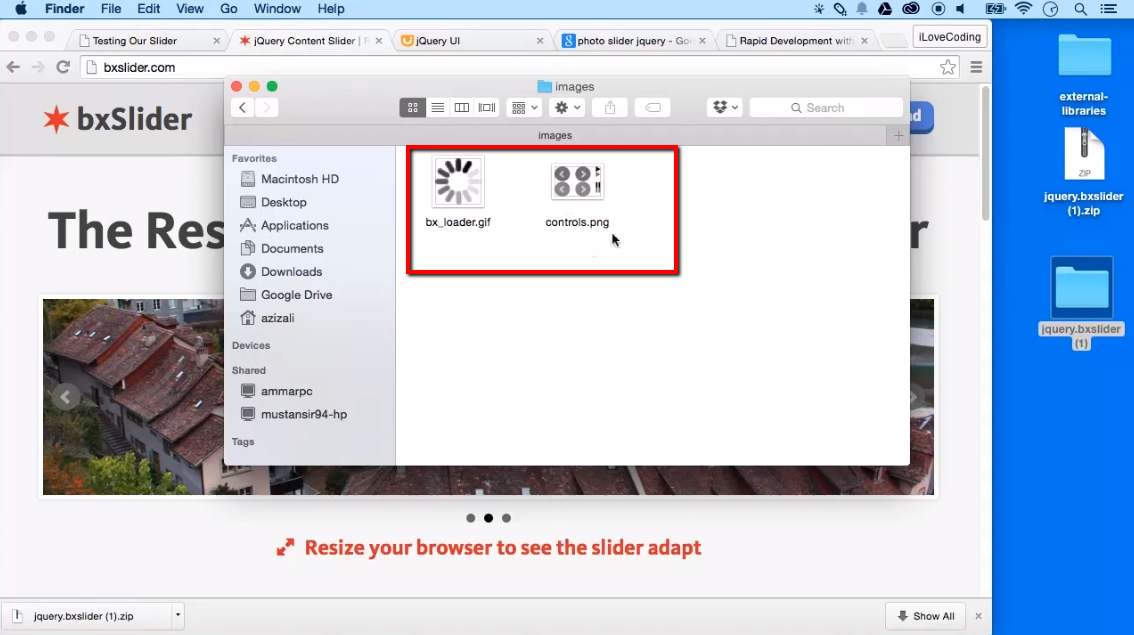 Finder File Edit View Go Window Help
Testing Our Slider
jQuery Content Slider | R
jQuery UI
photo slider jquery - Goo
Rapid Development with
iLoveCoding
bxslider.com
images
Search
images
bxSlider
d
Favorites
Macintosh HD
Desktop
Applications
Documents
Downloads
Google Drive
azizali
Devices
Shared
ammarpc
mustansir94-hp
Tags
bx_loader.gif
controls.png
The Res
r
Resize your browser to see the slider adapt
jquery.bxslider (1).zip
Show All
external-
libraries
ZIP
jquery.bxslider
(1).zip
jquery.bxslider
(1)